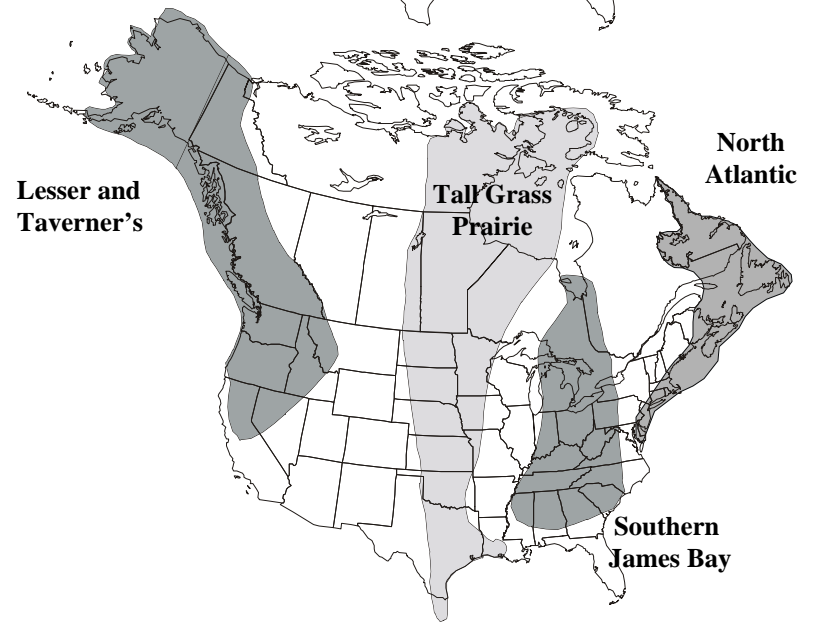 North
Atlantic
Lesser and
Taverner's
Tall Grass
Prairie
Southern
James Bay